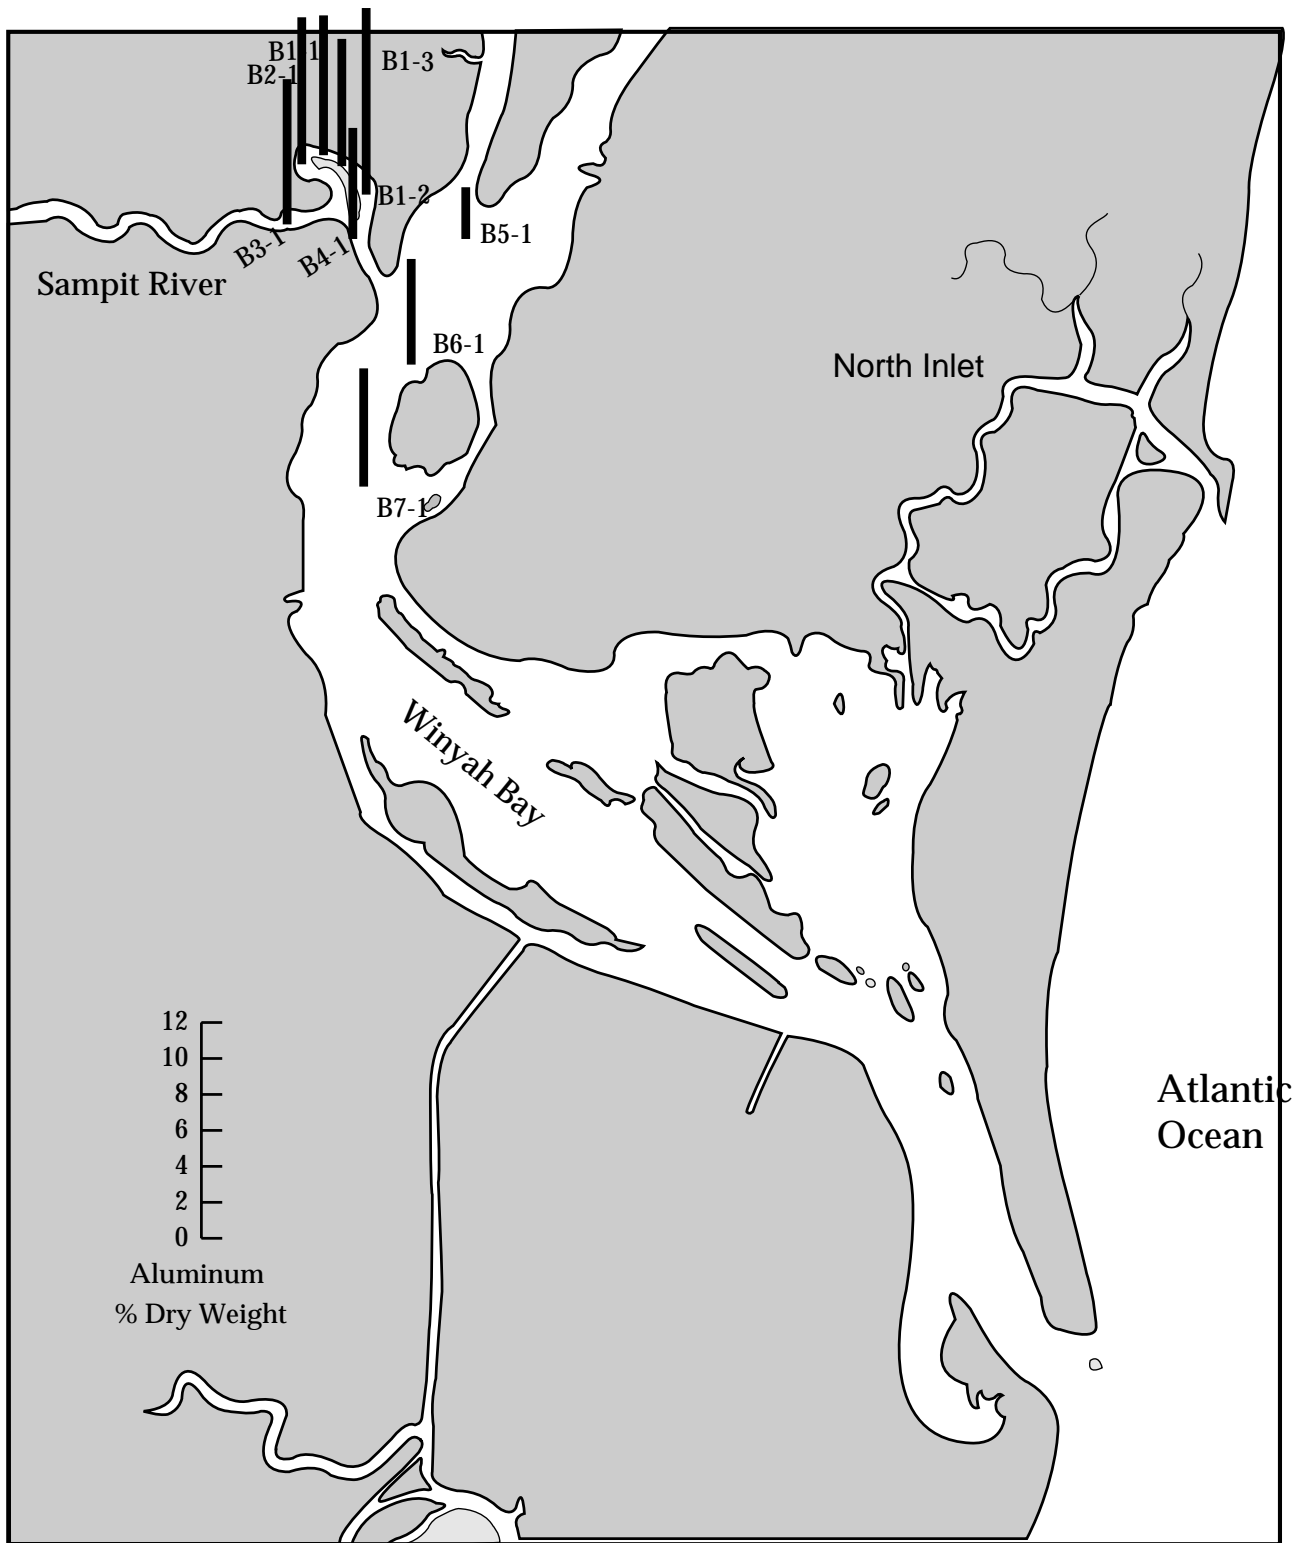 B1-1
B1-3
B2-1
B1-2
B5-1
B3-1
B4-1
Sampit River
B6-1
North Inlet
B7-1
Winyah Bay
12
10
8
6
4
2
0
Aluminum
% Dry Weight
Atlantic
Ocean